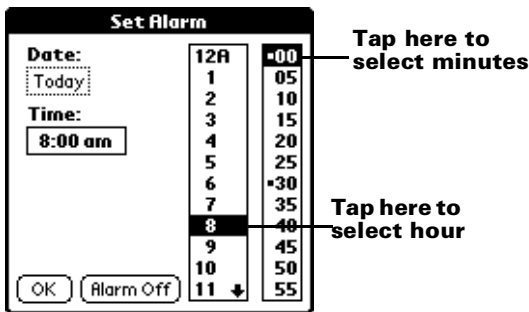 Set Alarm
Date:
Today
Time:
8:00 am
12A
1
2
3
4
5
6
7
8
9
10
11
00
05
10
15
20
25
30
35
40
45
50
55
OK
Alarm Off
Tap here to
select minutes
Tap here to
select hour